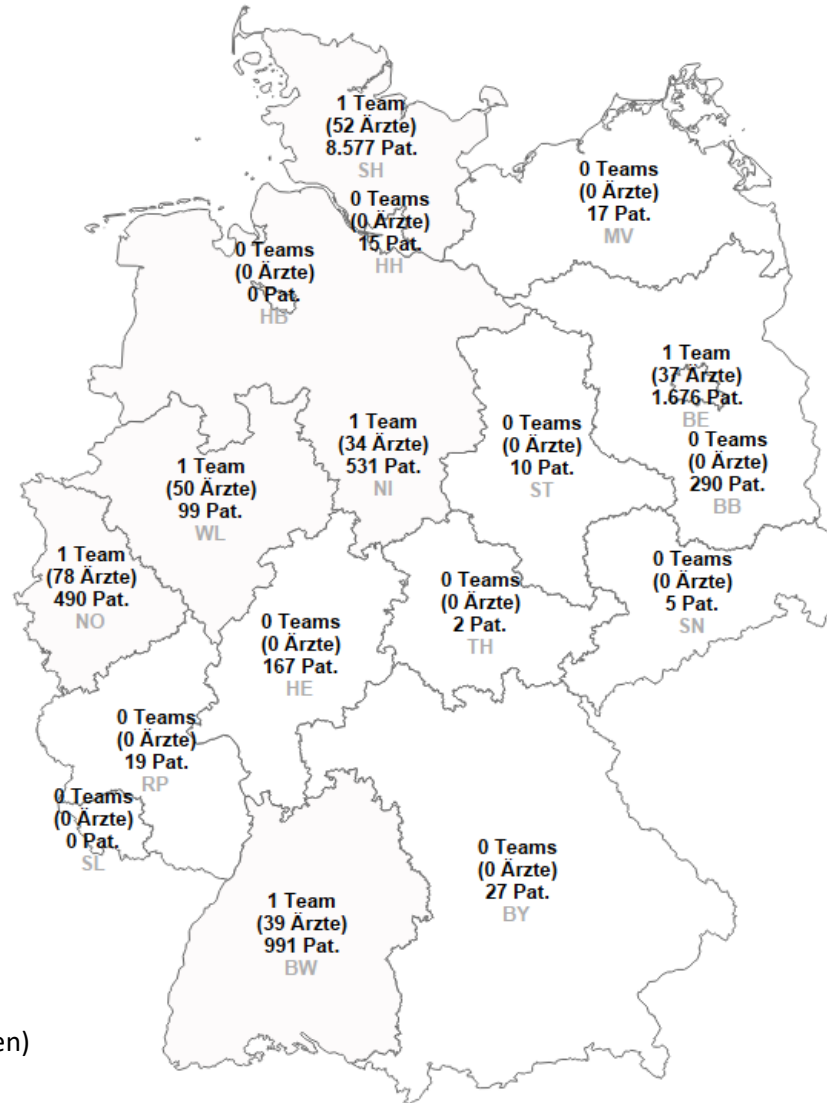 1 Team
(52 Ärzte)
8.577 Pat.
SH
0 Teams
(0 Ärzte)
15 Pat.
HH
0 Teams
(0 Ärzte)
17 Pat.
MV
0 Teams
(0 Ärzte)
0 Pat.
HB
1 Team
(37 Ärzte)
1.676 Pat.
BE
0 Teams
(0 Ärzte)
290 Pat.
BB
1 Team
(34 Ärzte)
531 Pat.
NI
0 Teams
(0 Ärzte)
10 Pat.
ST
1 Team
(50 Ärzte)
99 Pat.
WL
1 Team
(78 Ärzte)
490 Pat.
NO
0 Teams
(0 Ärzte)
167 Pat.
HE
0 Teams
(0 Ärzte)
2 Pat.
TH
0 Teams
(0 Ärzte)
5 Pat.
SN
0 Teams
(0 Ärzte)
19 Pat.
RP
0 Teams
(0 Ärzte)
0 Pat.
SL
1 Team
(39 Ärzte)
991 Pat.
BW
0 Teams
(0 Ärzte)
27 Pat.
BY
en)